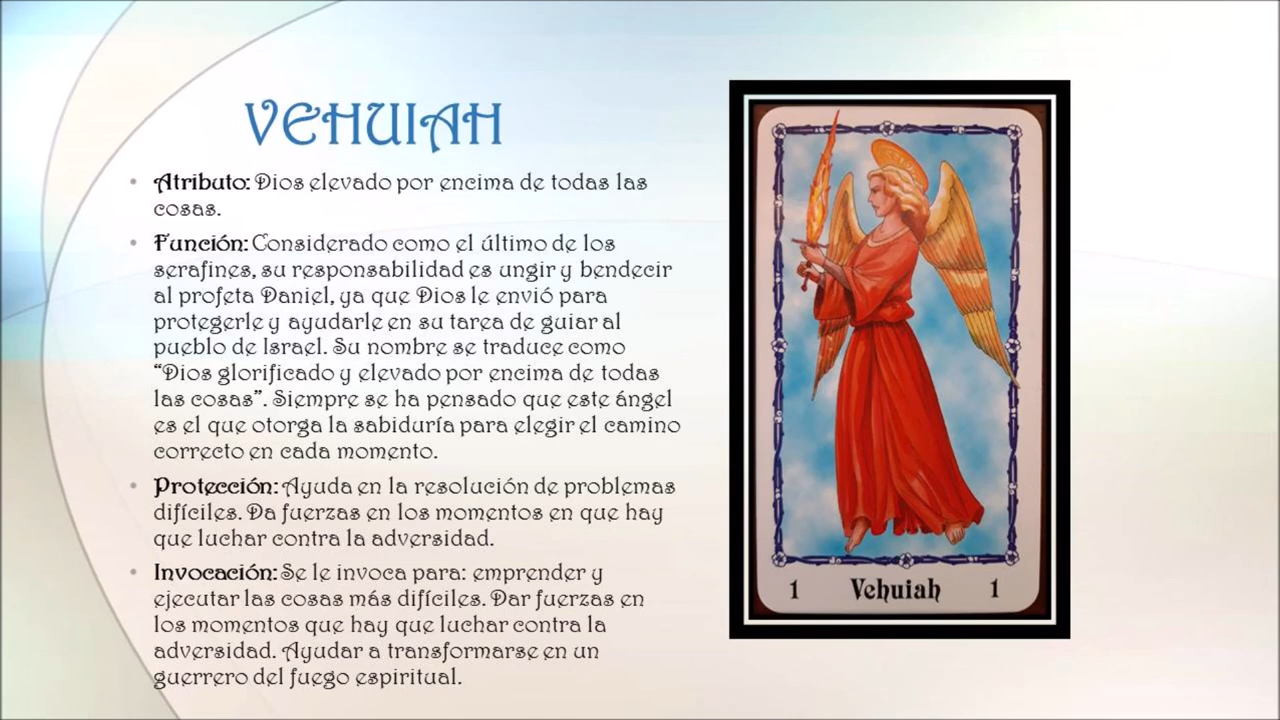 VEHUIAH
• Atributo: Dios elevado por encima de todas las
cosas.
• Función: Considerado como el último de los
serafines, su responsabilidad es ungir y bendecir
al profeta Daniel, ya que Dios le envió para
protegerle y ayudarle en su tarea de guiar al
pueblo de Israel. Su nombre se traduce como
“Dios glorificado y elevado por encima de todas
las cosas”. Siempre se ha pensado que este ángel
es el que otorga la sabiduría para elegir el camino
correcto en cada momento.
• Protección: Ayuda en la resolución de problemas
difíciles. Da fuerzas en los momentos en que hay
que luchar contra la adversidad.
• Invocación: Se le invoca para: emprender y
ejecutar las cosas más difíciles. Dar fuerzas en
los momentos que hay que luchar contra la
adversidad. Ayudar a transformarse en un
guerrero del fuego espiritual.
1 Vehuiah 1